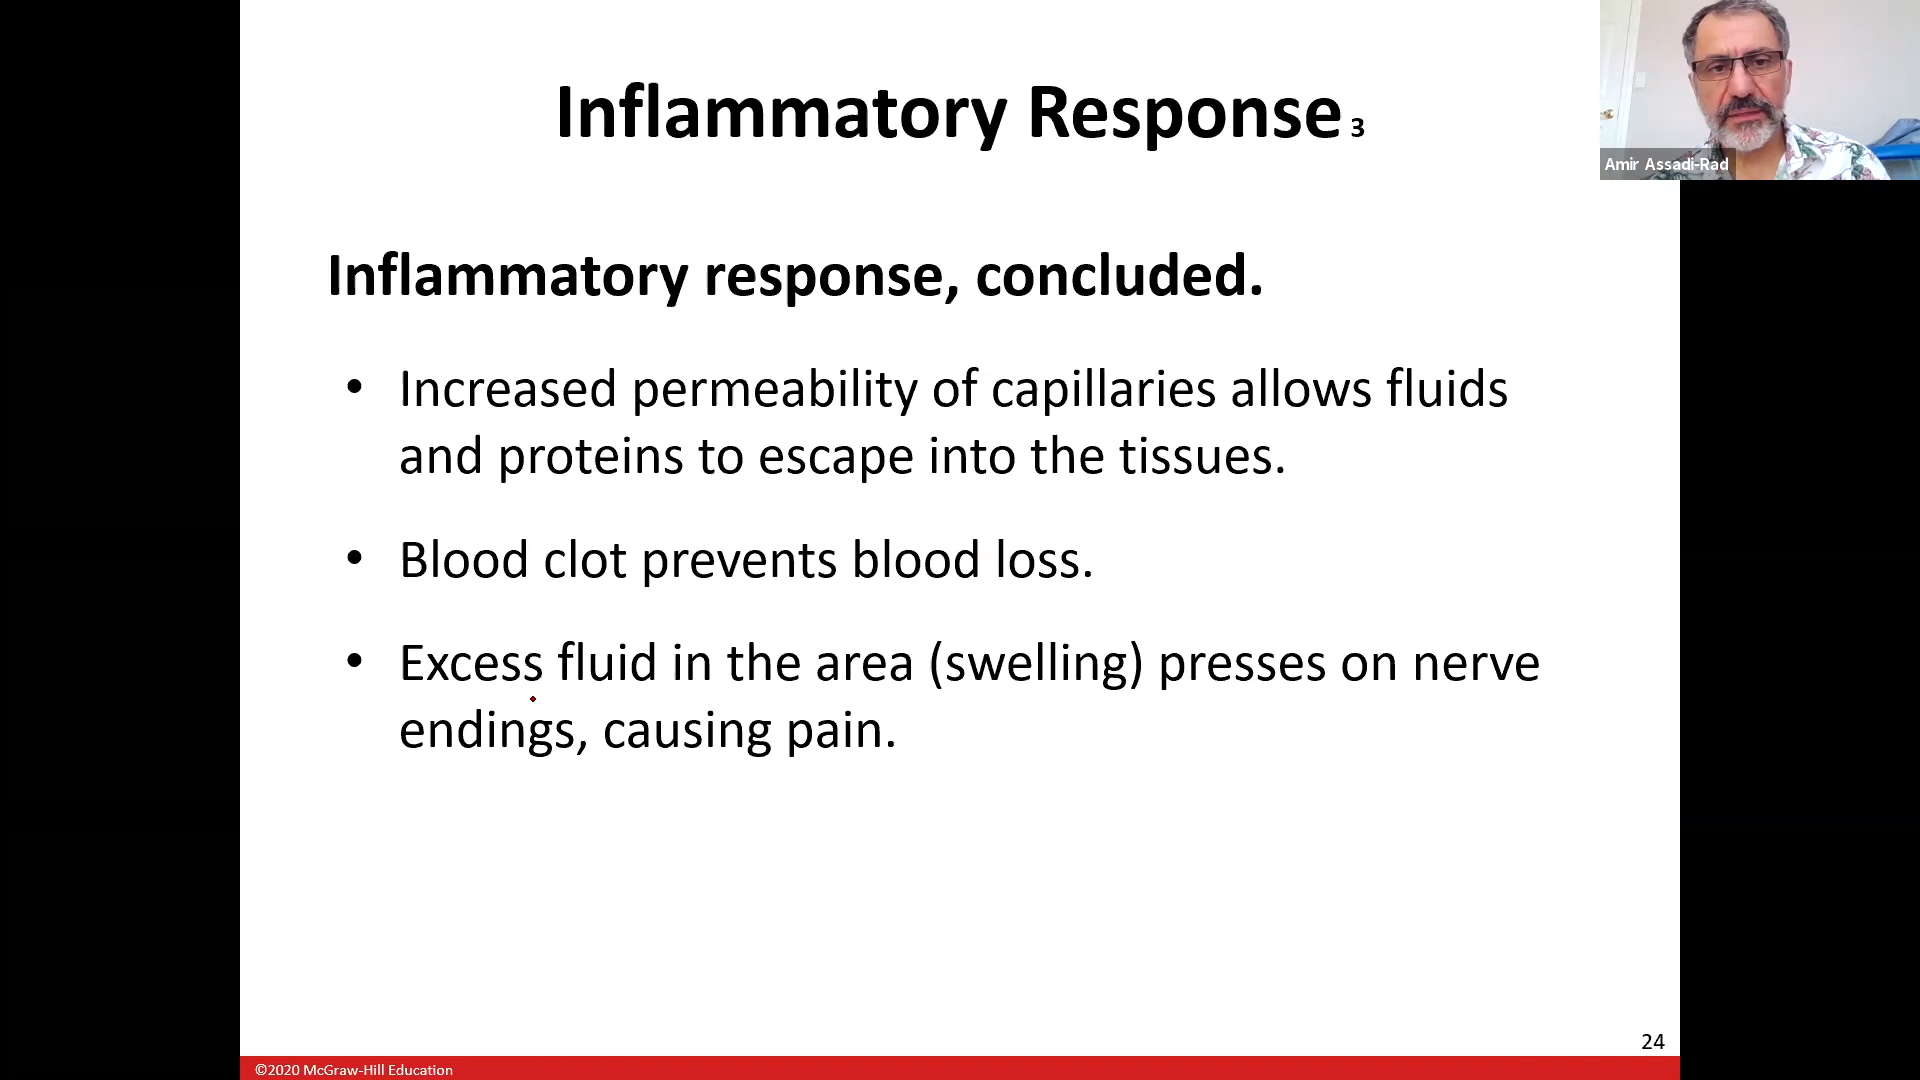 Inflammatory Response 3
Amir Assadi-Rad
Inflammatory response, concluded.
• Increased permeability of capillaries allows fluids
and proteins to escape into the tissues.
• Blood clot prevents blood loss.
• Excess fluid in the area (swelling) presses on nerve
endings, causing pain.
24
©2020 McGraw-Hill Education